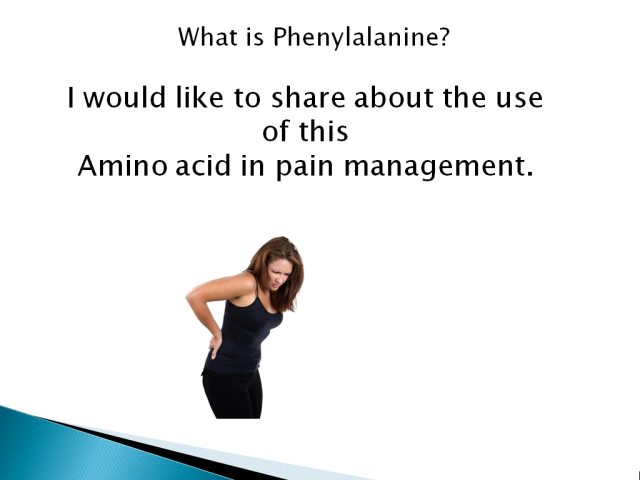 What is Phenylalanine?
I would like to share about the use
of this
Amino acid in pain management.